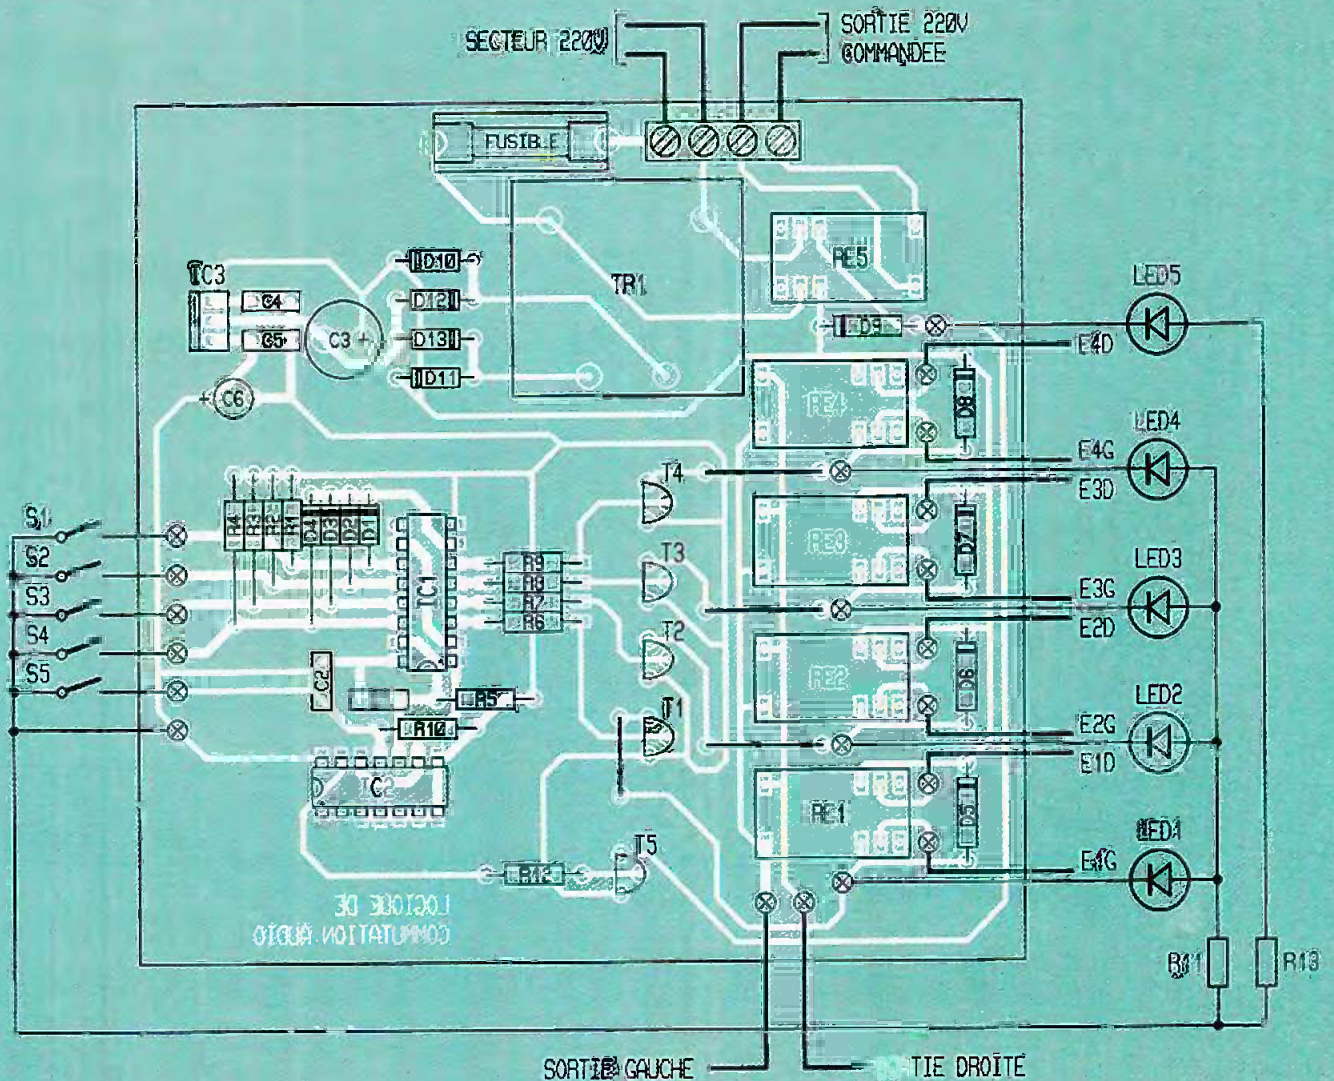 SECTEUR 220V
SORTIE 220V
COMMANDEE
FUSIBLE
TR1
RE5
LED5
D9
E4D
C4
C5
C3 +
D10
D12
D13
D11
+ C6
RE4
D8
LED4
E4G
E3D
T4
S1
S2
S3
S4
S5
R4
R3
R2
R1
D4
D3
D2
D1
R9
R8
R7
R6
T3
T2
T1
RE3
D7
LED3
E3G
E2D
C2
R5
R10
RE2
D6
LED2
E2G
E1D
RE1
D5
LED1
E1G
T5
LOGIQUE DE
COMMUTATION AUDIO
R11
R13
SORTIE GAUCHE
TIE DROITE